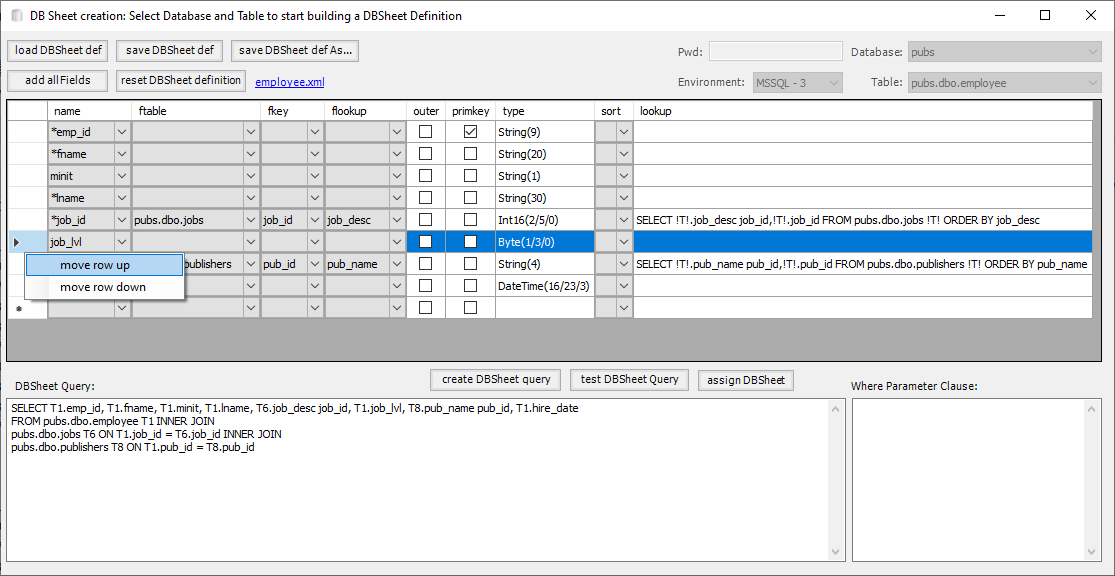 DB Sheet creation: Select Database and Table to start building a DBSheet Definition
load DBSheet def save DBSheet def save DBSheet def As... Pwd: Database: pubs
add all Fields reset DBSheet definition employee.xml Environment: MSSQL - 3 Table: pubs.dbo.employee
name ftable fkey flookup outer primkey type sort lookup
*emp_id String(9)
*fname String(20)
minit String(1)
*lname String(30)
*job_id pubs.dbo.jobs job_id job_desc Int16(2/5/0) SELECT !T!.job_desc job_id,!T!.job_id FROM pubs.dbo.jobs !T! ORDER BY job_desc
job_lvl Byte(1/3/0)
move row up publishers pub_id pub_name String(4) SELECT !T!.pub_name pub_id,!T!.pub_id FROM pubs.dbo.publishers !T! ORDER BY pub_name
move row down DateTime(16/23/3)
DBSheet Query: create DBSheet query test DBSheet Query assign DBSheet Where Parameter Clause:
SELECT T1.emp_id, T1.fname, T1.minit, T1.lname, T6.job_desc job_id, T1.job_lvl, T8.pub_name pub_id, T1.hire_date
FROM pubs.dbo.employee T1 INNER JOIN
pubs.dbo.jobs T6 ON T1.job_id = T6.job_id INNER JOIN
pubs.dbo.publishers T8 ON T1.pub_id = T8.pub_id